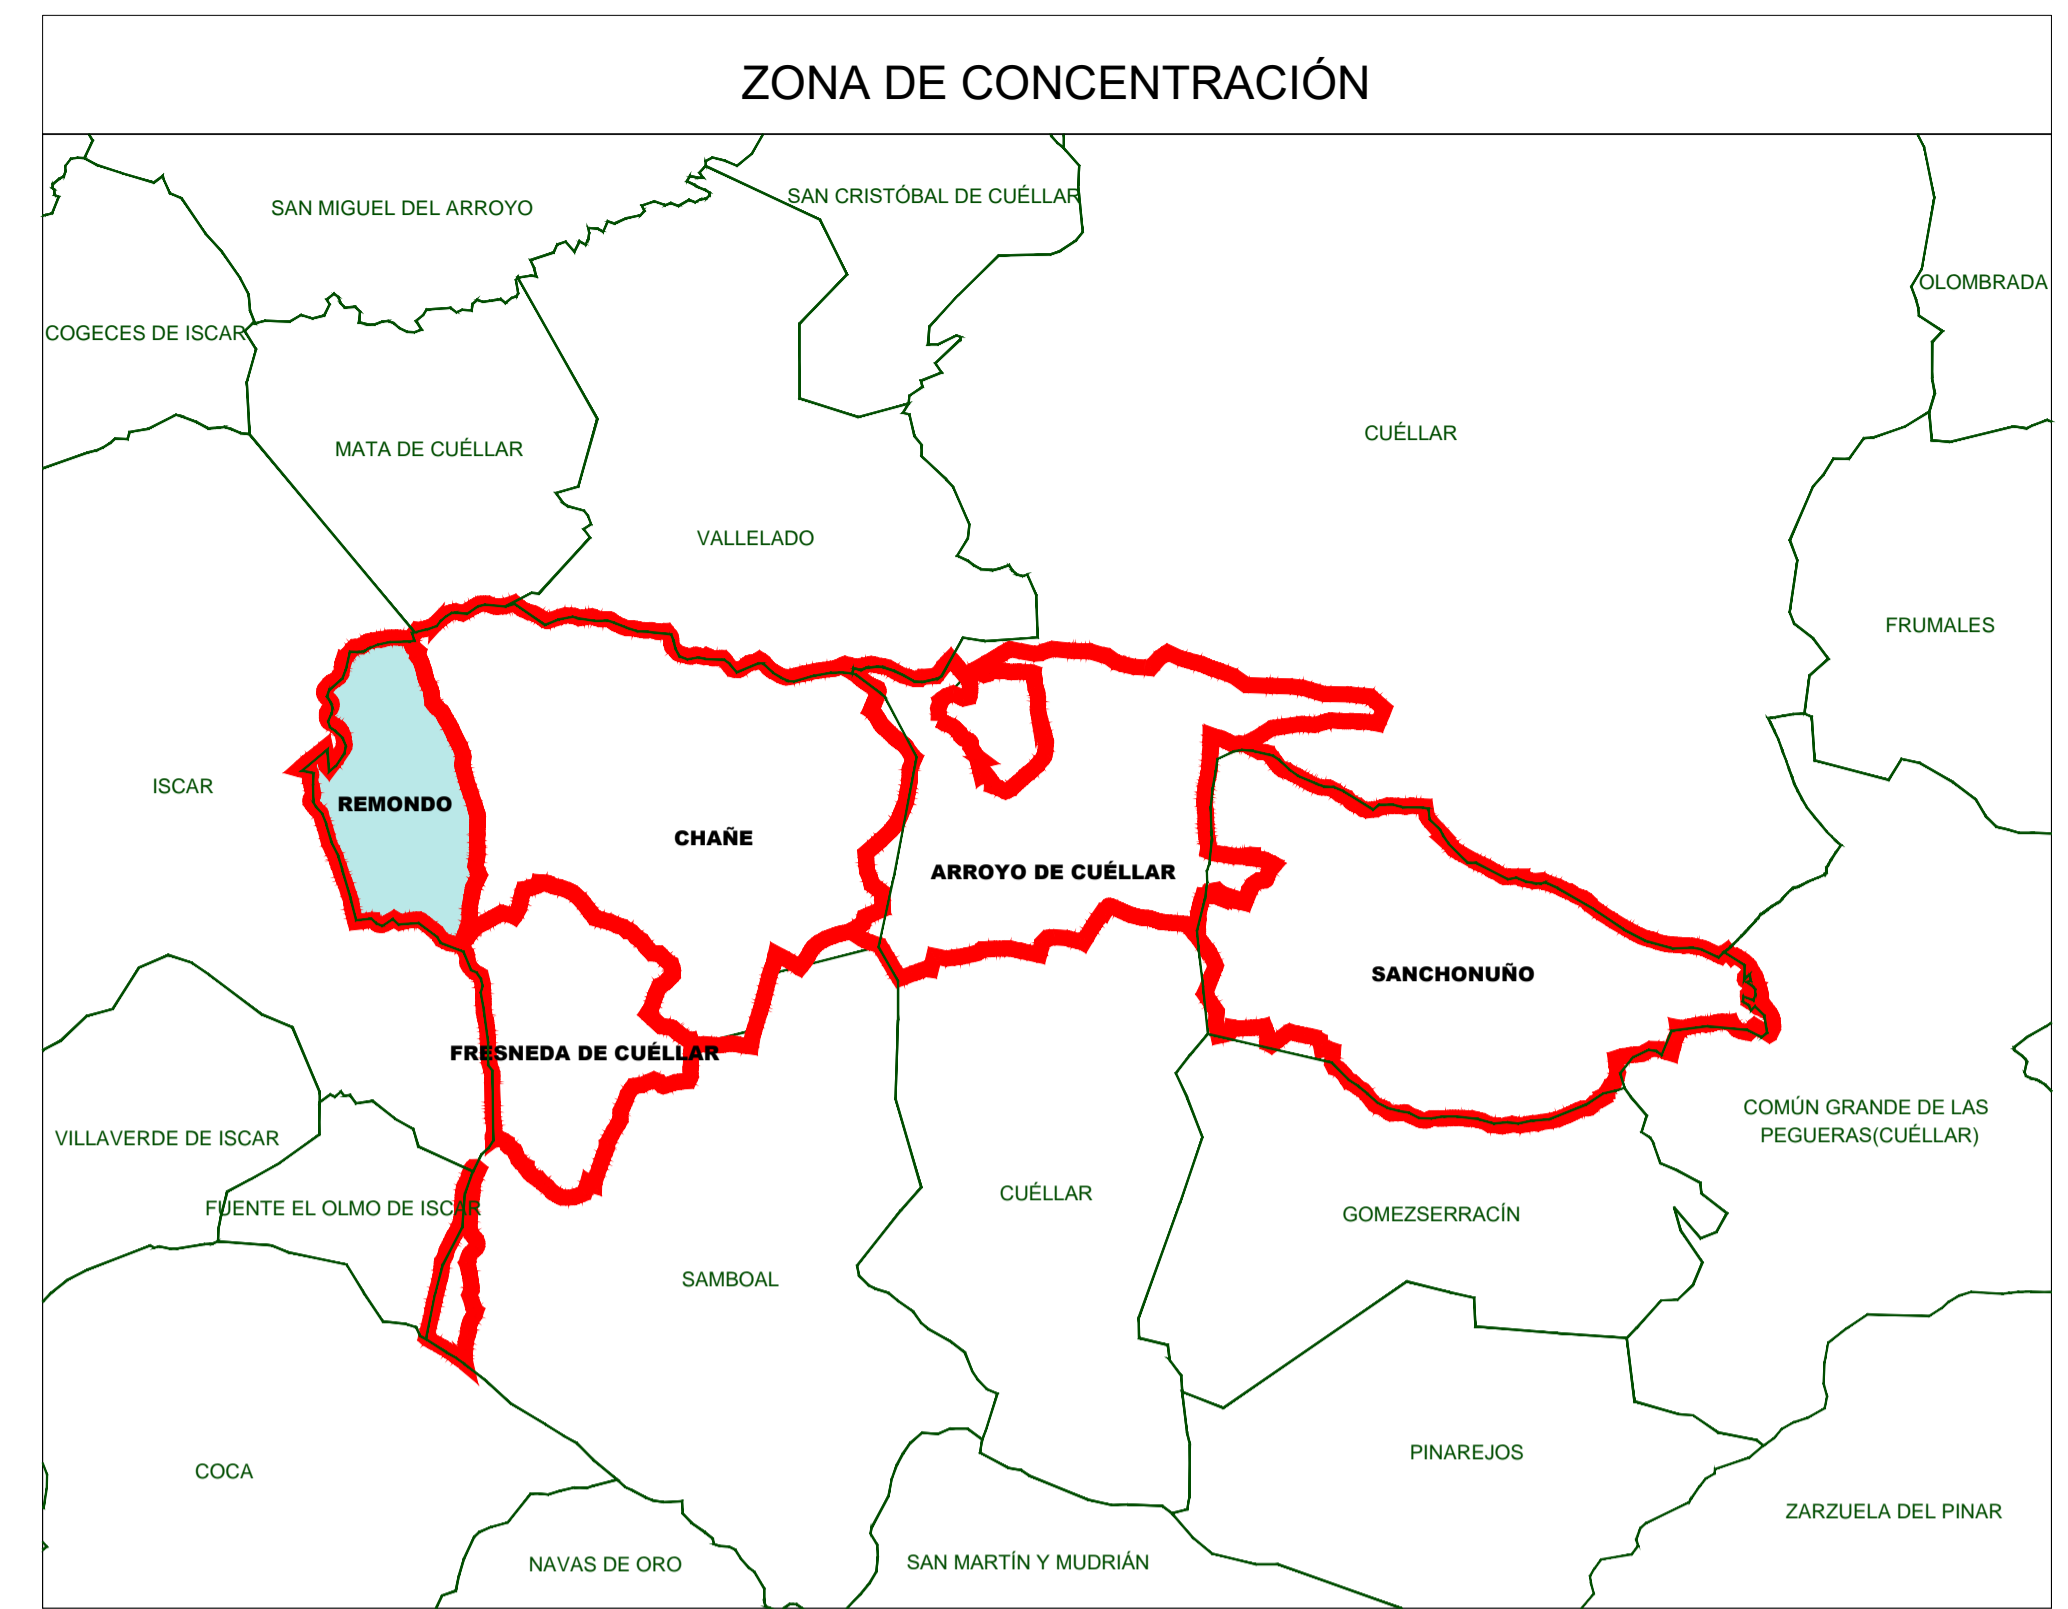 ZONA DE CONCENTRACIÓN
SAN CRISTÓBAL DE CUÉLLAR
SAN MIGUEL DEL ARROYO
OLOMBRADA
COGECES DE ISCAR
CUÉLLAR
MATA DE CUÉLLAR
VALLELADO
FRUMALES
ISCAR
REMONDO
CHAÑE
ARROYO DE CUÉLLAR
SANCHONUÑO
FRESNEDA DE CUÉLLAR
COMÚN GRANDE DE LAS
PEGUERAS(CUÉLLAR)
VILLAVERDE DE ISCAR
CUÉLLAR
FUENTE EL OLMO DE ISCAR
GOMEZSERRACÍN
SAMBOAL
PINAREJOS
COCA
ZARZUELA DEL PINAR
NAVAS DE ORO
SAN MARTÍN Y MUDRIÁN